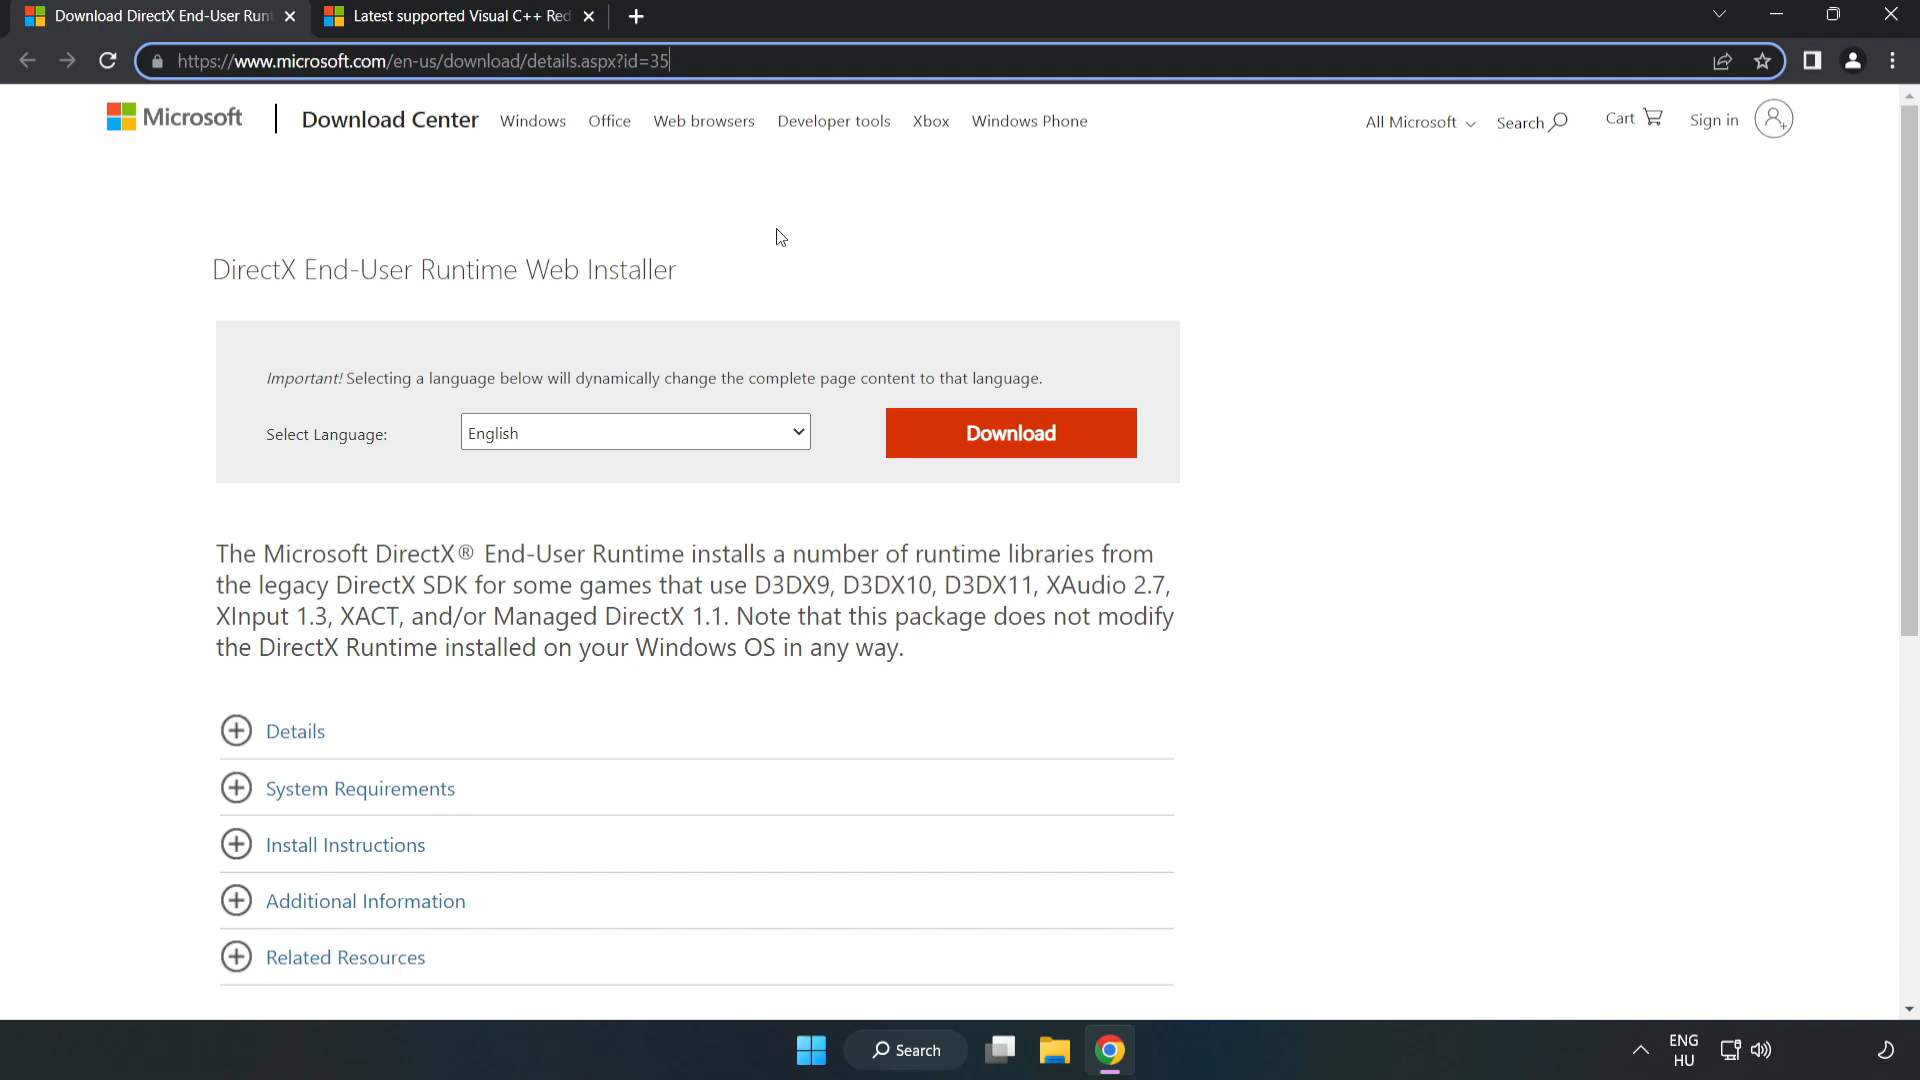 Download DirectX End-User Runt
Latest supported Visual C++ Red
https://www.microsoft.com/en-us/download/details.aspx?id=35
Microsoft
Download Center
Windows
Office
Web browsers
Developer tools
Xbox
Windows Phone
All Microsoft
Search
Cart
Sign in
DirectX End-User Runtime Web Installer
Important! Selecting a language below will dynamically change the complete page content to that language.
Select Language:
English
Download
The Microsoft DirectX® End-User Runtime installs a number of runtime libraries from
the legacy DirectX SDK for some games that use D3DX9, D3DX10, D3DX11, XAudio 2.7,
XInput 1.3, XACT, and/or Managed DirectX 1.1. Note that this package does not modify
the DirectX Runtime installed on your Windows OS in any way.
Details
System Requirements
Install Instructions
Additional Information
Related Resources
Search
ENG
HU